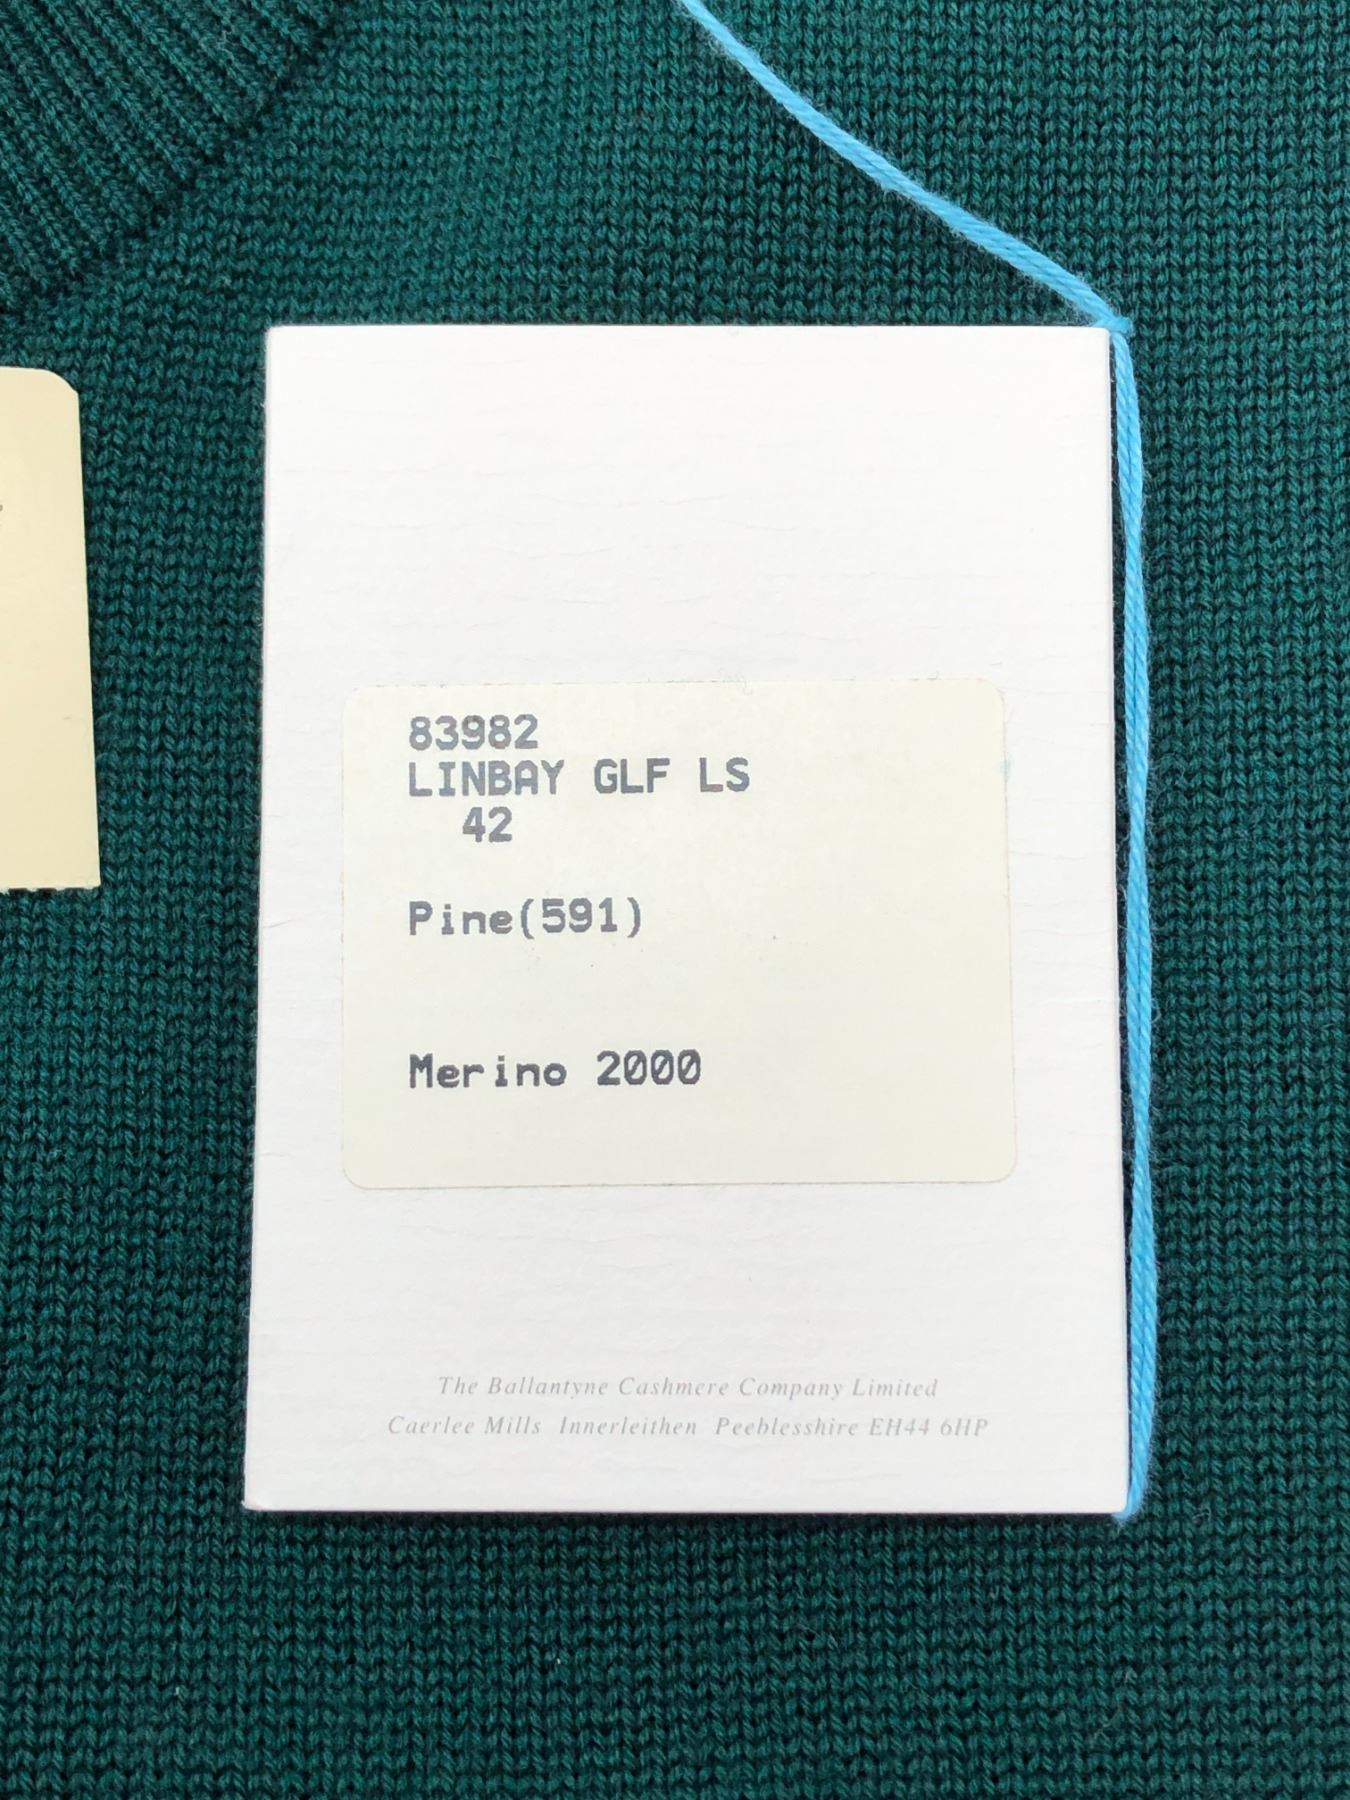 83982
LINBAY GLF LS
42
Pine(591)
Merino 2000
The Ballantyne Cashmere Company Limited
Caerlee Mills Innerleithen Peeblesshire EH44 6HP